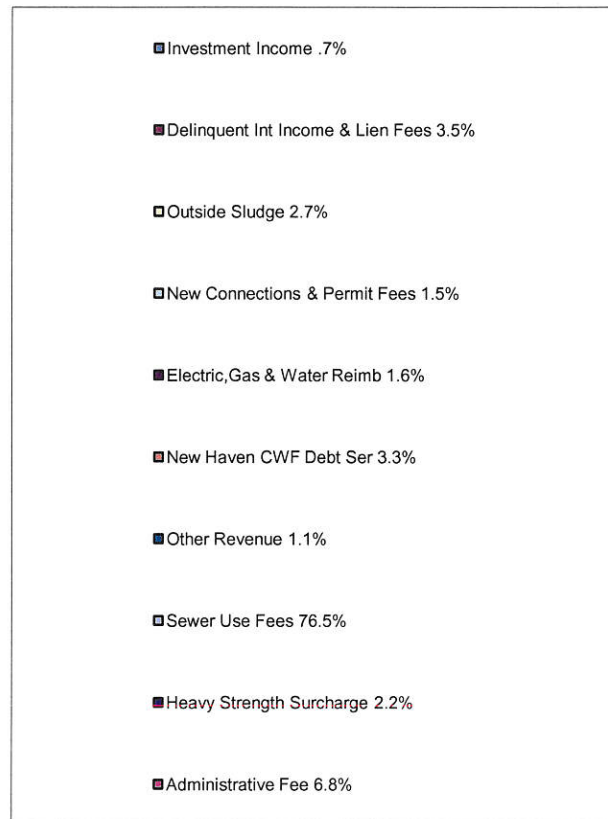 Investment Income .7%
Delinquent Int Income & Lien Fees 3.5%
Outside Sludge 2.7%
New Connections & Permit Fees 1.5%
Electric,Gas & Water Reimb 1.6%
New Haven CWF Debt Ser 3.3%
Other Revenue 1.1%
Sewer Use Fees 76.5%
Heavy Strength Surcharge 2.2%
Administrative Fee 6.8%